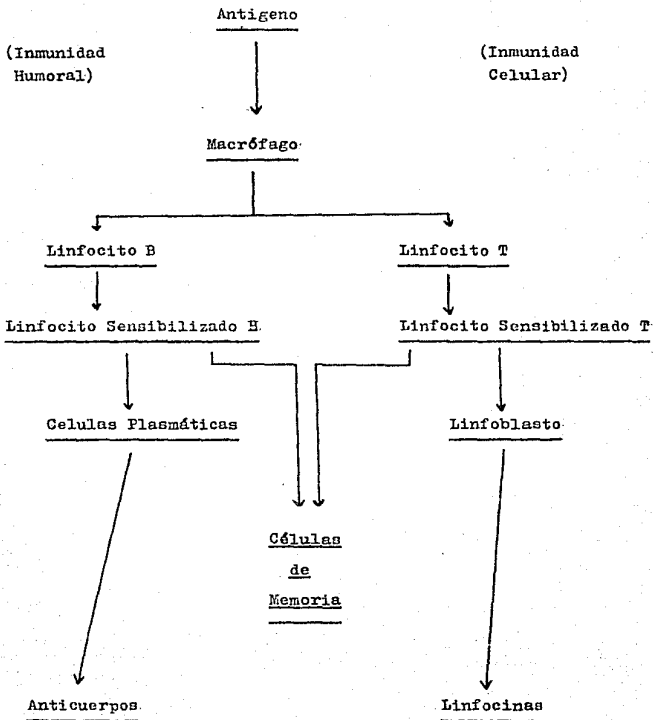 Antigeno
(Inmunidad
Humoral)
(Inmunidad
Celular)
Macrófago
Linfocito B
Linfocito T
Linfocito Sensibilizado B
Linfocito Sensibilizado T
Celulas Plasmáticas
Linfoblasto
Células
de
Memoria
Anticuerpos
Linfocinas